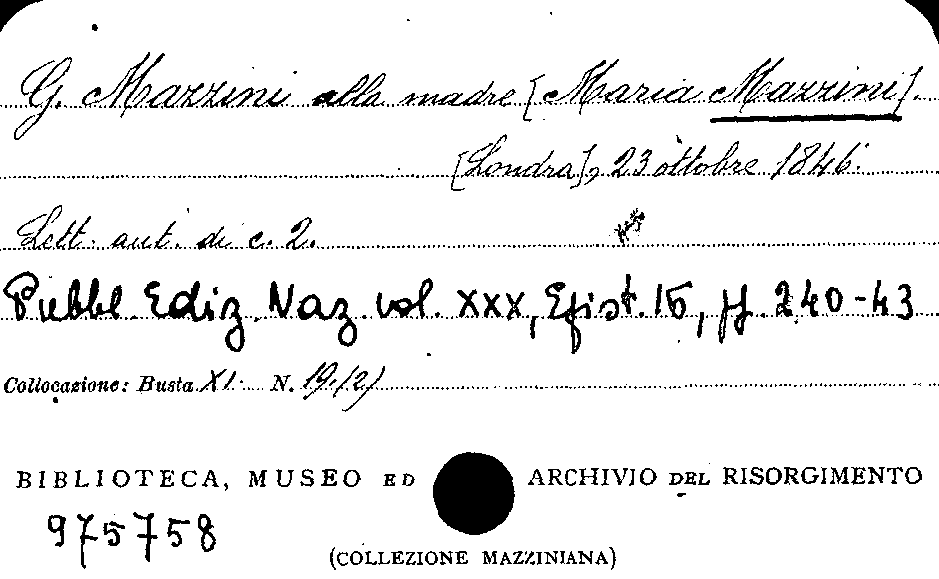 G. Mazzini alla madre [Maria Mazzini].
[Londra], 23 ottobre 1846.
Lett. aut. di c. 2.
Pubbl. Ediz. Naz. vol. XXX, Epist. 15, pp. 240-43
Collocazione: Busta XI. N. 19.(2)
BIBLIOTECA, MUSEO ED ARCHIVIO DEL RISORGIMENTO
975758
(COLLEZIONE MAZZINIANA)